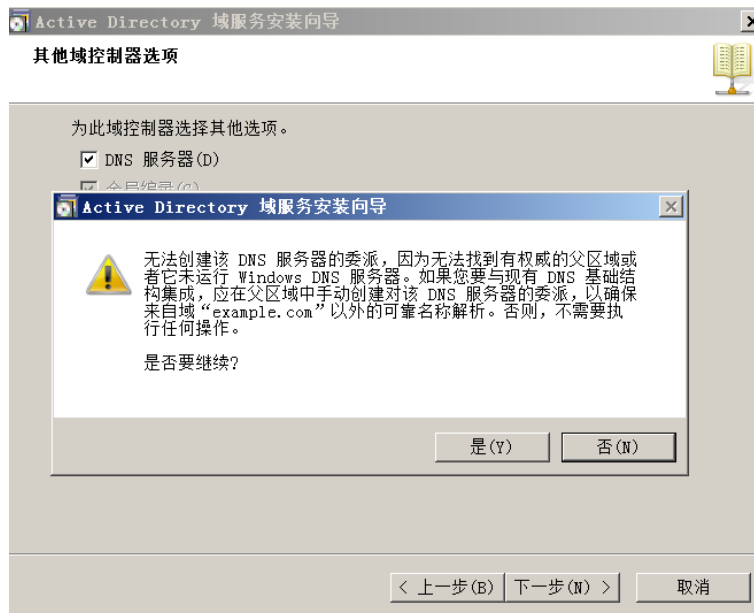 Active Directory 域服务安装向导
其他域控制器选项
为此域控制器选择其他选项。
DNS 服务器(D)
全局编录(G)
Active Directory 域服务安装向导
无法创建该 DNS 服务器的委派，因为无法找到有权威的父区域或
者它未运行 Windows DNS 服务器。如果您要与现有 DNS 基础结
构集成，应在父区域中手动创建对该 DNS 服务器的委派，以确保
来自域“example.com”以外的可靠名称解析。否则，不需要执
行任何操作。
是否要继续?
是(Y) 否(N)
< 上一步(B) 下一步(N) > 取消